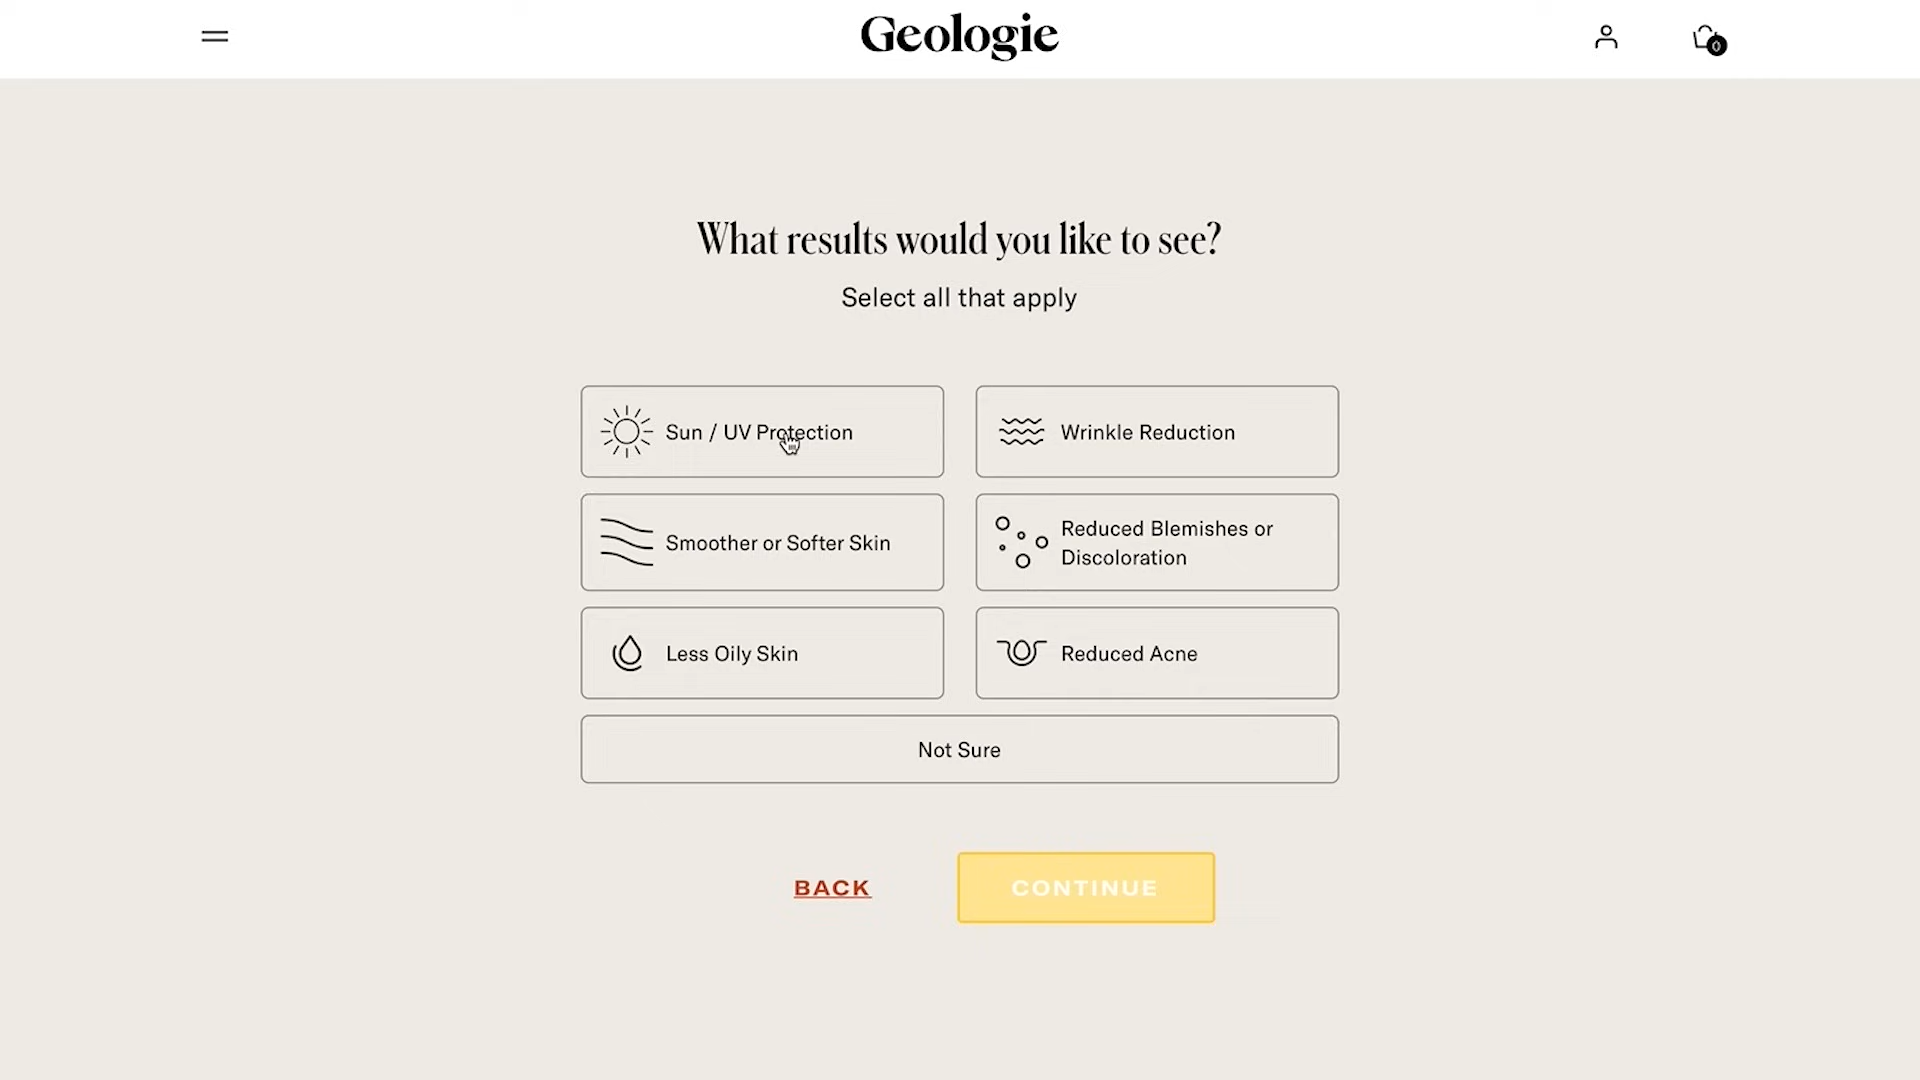 Geologie
0
What results would you like to see?
Select all that apply
Sun / UV Protection
Wrinkle Reduction
Smoother or Softer Skin
Reduced Blemishes or
Discoloration
Less Oily Skin
Reduced Acne
Not Sure
BACK
CONTINUE